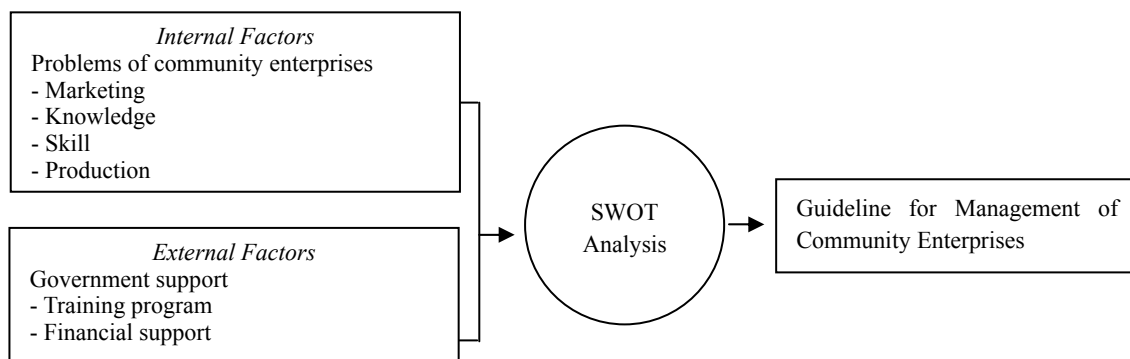 Internal Factors
Problems of community enterprises
- Marketing
- Knowledge
- Skill
- Production
External Factors
Government support
- Training program
- Financial support
SWOT
Analysis
Guideline for Management of
Community Enterprises